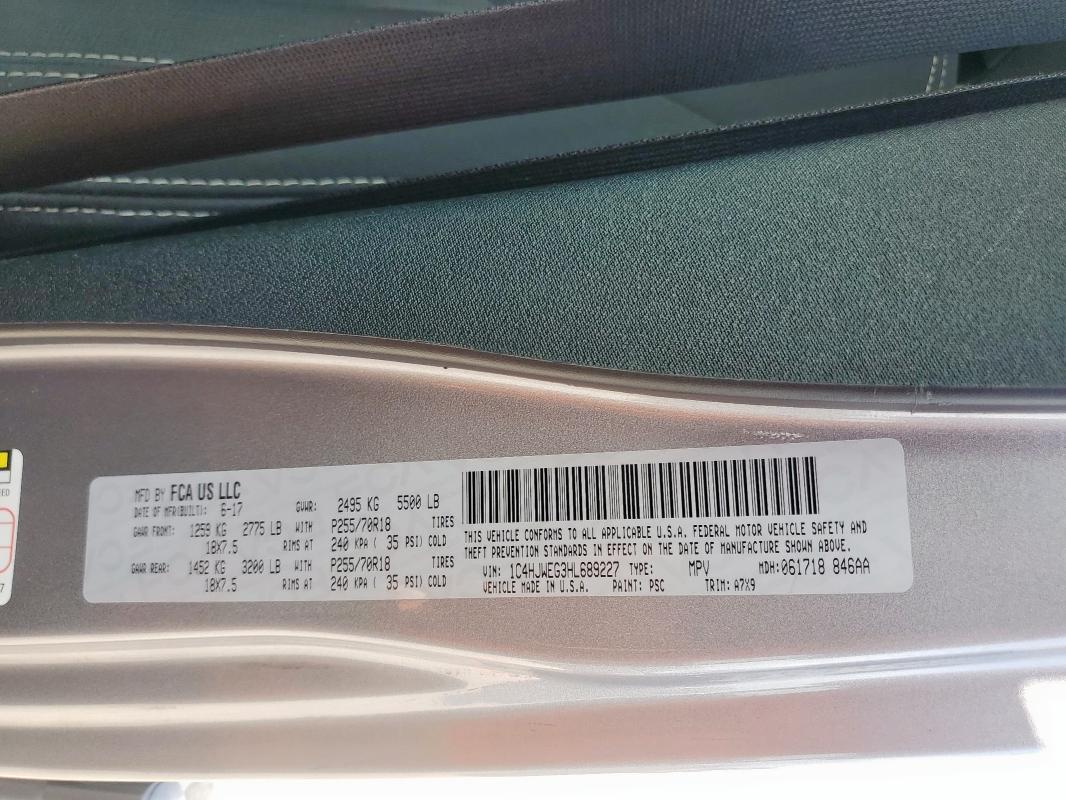 MFD BY FCA US LLC
DATE OF MFR(BUILT): 6-17 GVWR: 2495 KG 5500 LB
GAWR FRONT: 1259 KG 2775 LB WITH P255/70R18 TIRES
18X7.5 RIMS AT 240 KPA ( 35 PSI) COLD
GAWR REAR: 1452 KG 3200 LB WITH P255/70R18 TIRES
18X7.5 RIMS AT 240 KPA ( 35 PSI) COLD
THIS VEHICLE CONFORMS TO ALL APPLICABLE U.S.A. FEDERAL MOTOR VEHICLE SAFETY AND
THEFT PREVENTION STANDARDS IN EFFECT ON THE DATE OF MANUFACTURE SHOWN ABOVE.
VIN: 1C4HJWEG3HL689227 TYPE: MPV MDH:061718 846AA
VEHICLE MADE IN U.S.A. PAINT: PSC TRIM: A7X9